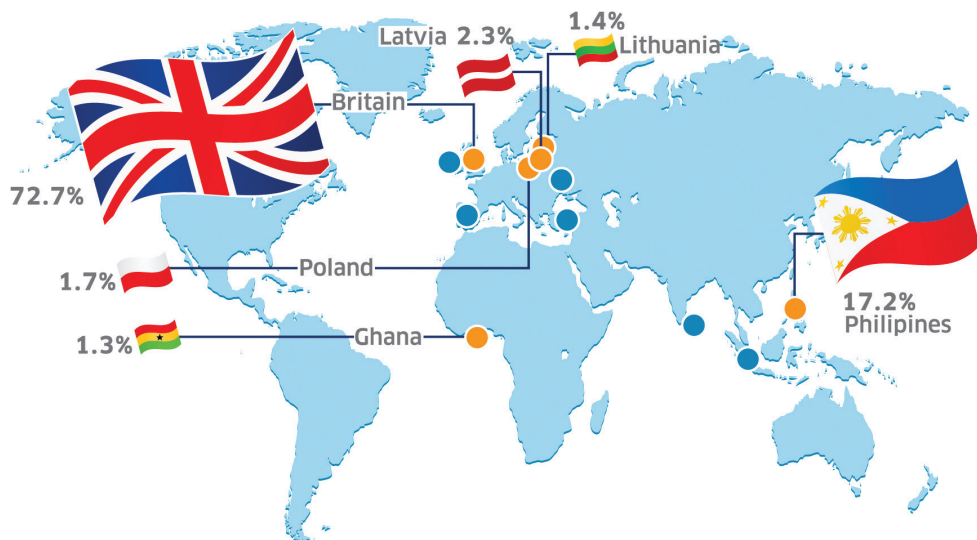 1.4%
Latvia 2.3%
Lithuania
Britain
72.7%
Poland
1.7%
17.2%
Philipines
Ghana
1.3%